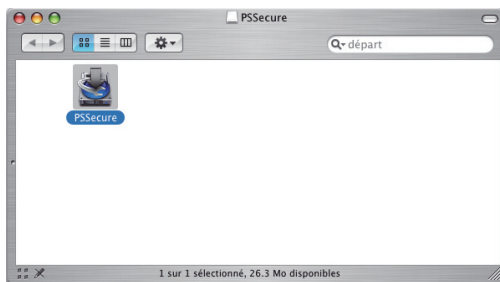 PSSecure
départ
PSSecure
1 sur 1 sélectionné, 26.3 Mo disponibles